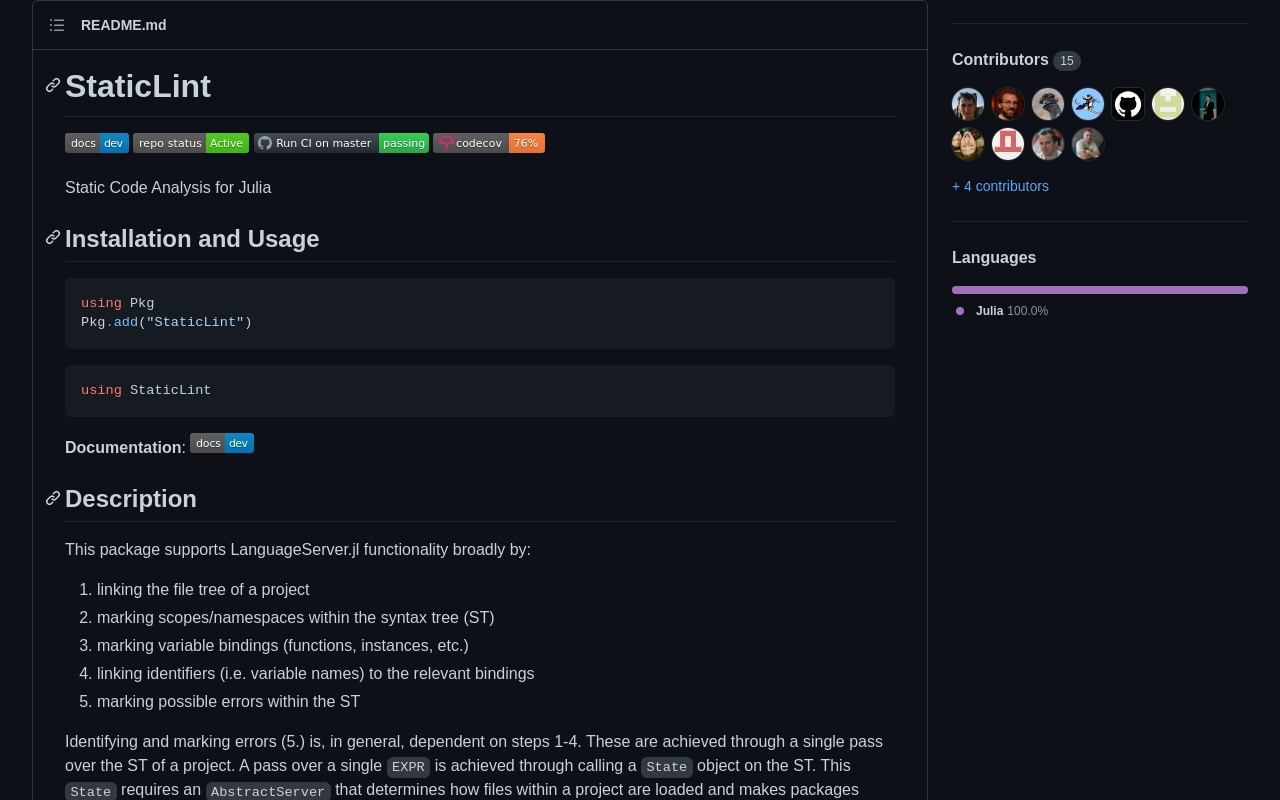 README.md
StaticLint
docs dev repo status Active Run CI on master passing codecov 76%
Static Code Analysis for Julia
Installation and Usage
using Pkg
Pkg.add("StaticLint")
using StaticLint
Documentation: docs dev
Description
This package supports LanguageServer.jl functionality broadly by:
1. linking the file tree of a project
2. marking scopes/namespaces within the syntax tree (ST)
3. marking variable bindings (functions, instances, etc.)
4. linking identifiers (i.e. variable names) to the relevant bindings
5. marking possible errors within the ST
Identifying and marking errors (5.) is, in general, dependent on steps 1-4. These are achieved through a single pass
over the ST of a project. A pass over a single EXPR is achieved through calling a State object on the ST. This
State requires an AbstractServer that determines how files within a project are loaded and makes packages
Contributors 15
+ 4 contributors
Languages
Julia 100.0%